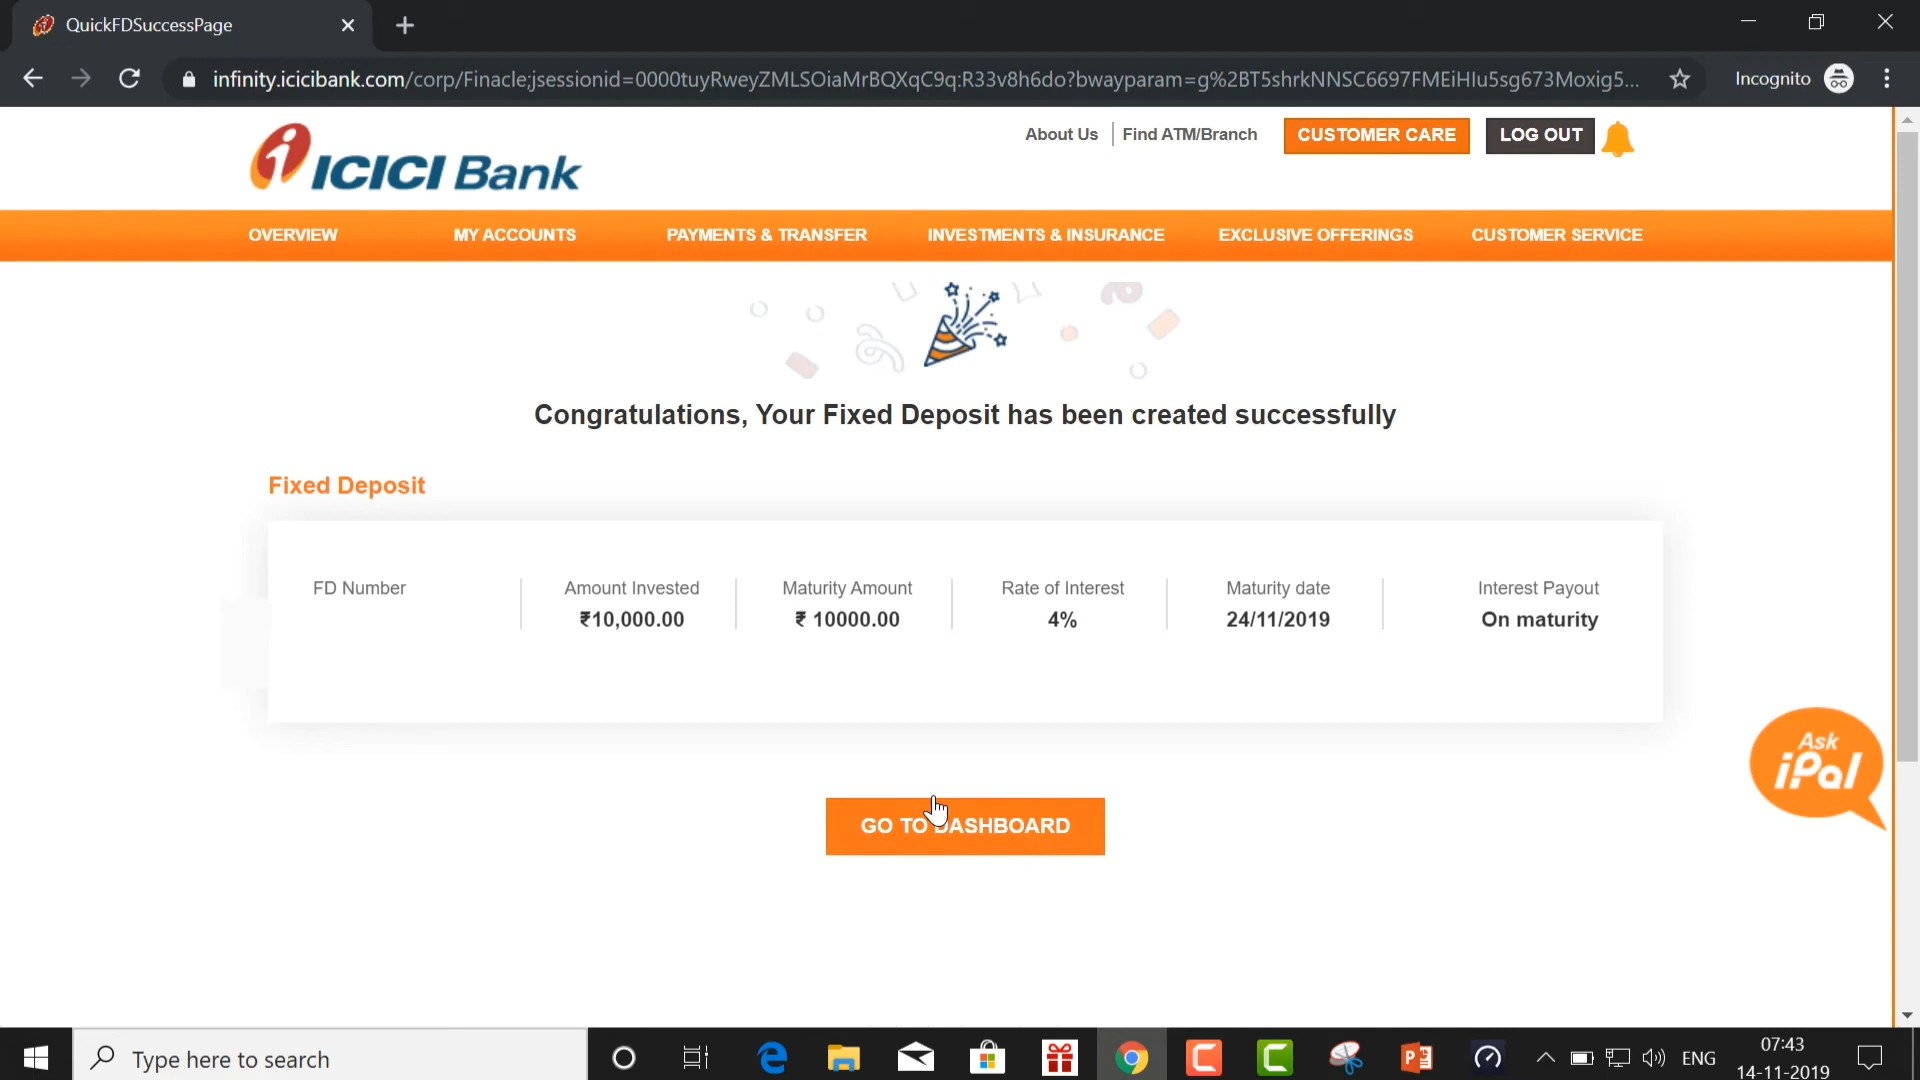 QuickFDSuccessPage
infinity.icicibank.com/corp/Finacle;jsessionid=0000tuyRweyZMLSOiaMrBQXqC9q:R33v8h6do?bwayparam=g%2BT5shrkNNSC6697FMEiHIu5sg673Moxig5... Incognito
ICICI Bank
About Us Find ATM/Branch CUSTOMER CARE LOG OUT
OVERVIEW MY ACCOUNTS PAYMENTS & TRANSFER INVESTMENTS & INSURANCE EXCLUSIVE OFFERINGS CUSTOMER SERVICE
Congratulations, Your Fixed Deposit has been created successfully
Fixed Deposit
FD Number Amount Invested Maturity Amount Rate of Interest Maturity date Interest Payout
₹10,000.00 ₹ 10000.00 4% 24/11/2019 On maturity
Ask
iPal
GO TO DASHBOARD
Type here to search
ENG
07:43
14-11-2019